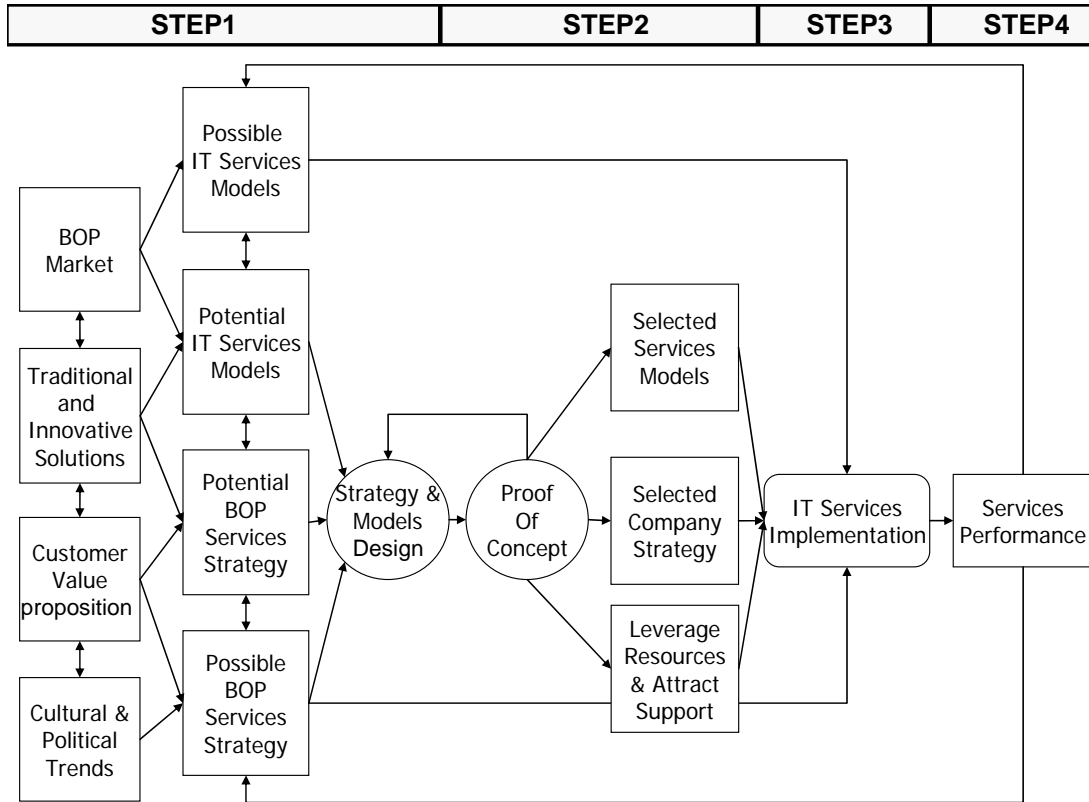 STEP1
STEP2
STEP3
STEP4
Possible
IT Services
Models
BOP
Market
Potential
IT Services
Models
Selected
Services
Models
Traditional
and
Innovative
Solutions
Potential
BOP
Services
Strategy
Strategy &
Models
Design
Proof
Of
Concept
Selected
Company
Strategy
IT Services
Implementation
Services
Performance
Customer
Value
proposition
Possible
BOP
Services
Strategy
Leverage
Resources
& Attract
Support
Cultural &
Political
Trends